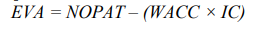 EVA = NOPAT – (WACC × IC)